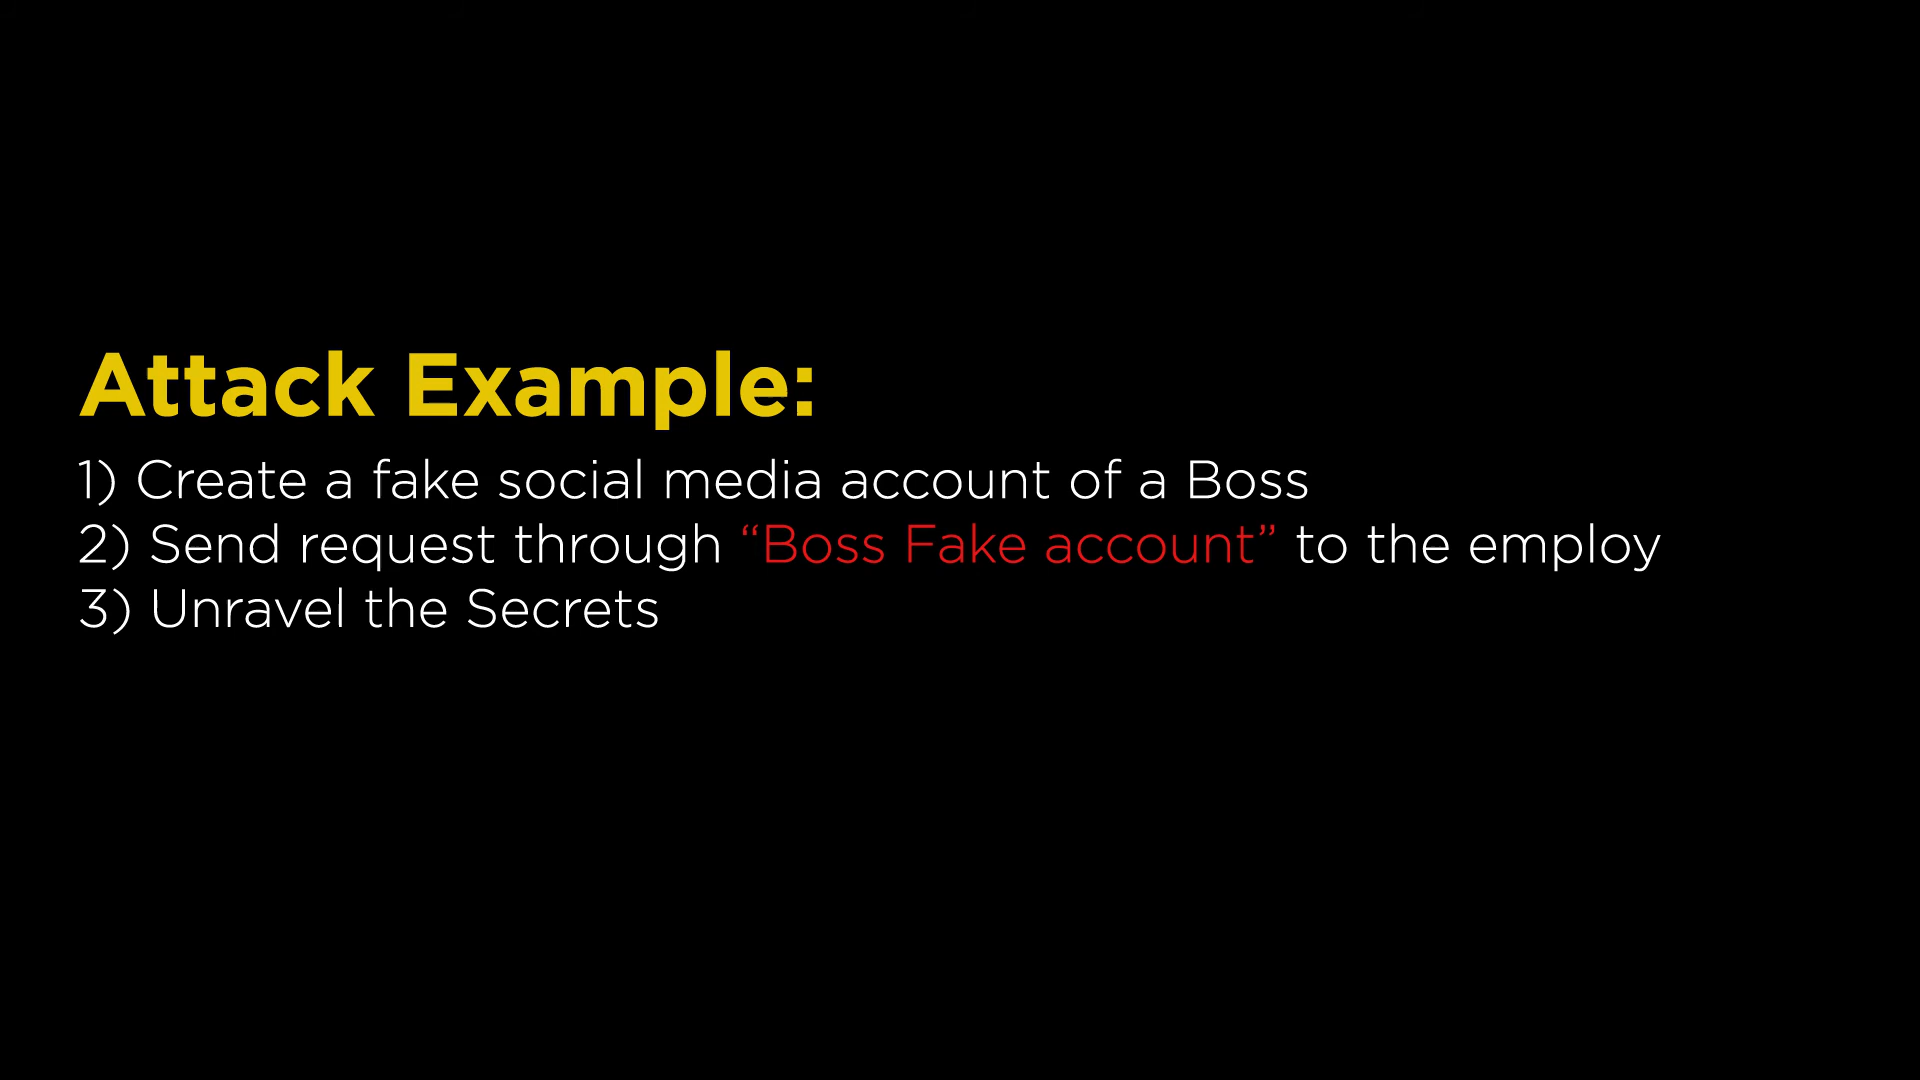 Attack Example:
1) Create a fake social media account of a Boss
2) Send request through “Boss Fake account” to the employ
3) Unravel the Secrets